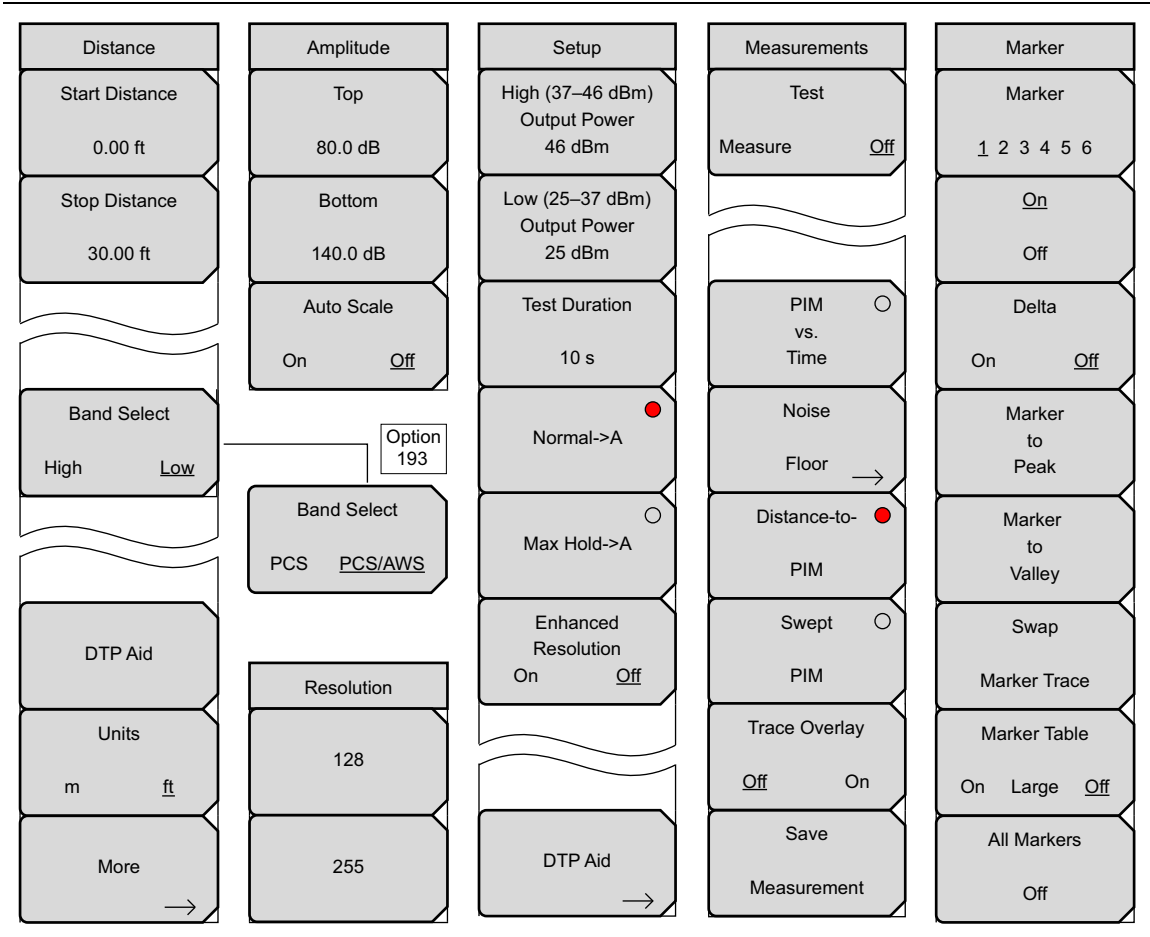 Distance
Start Distance
0.00 ft
Stop Distance
30.00 ft
Band Select
High Low
DTP Aid
Units
m ft
More
Amplitude
Top
80.0 dB
Bottom
140.0 dB
Auto Scale
On Off
Option
193
Band Select
PCS PCS/AWS
Resolution
128
255
Setup
High (37–46 dBm)
Output Power
46 dBm
Low (25–37 dBm)
Output Power
25 dBm
Test Duration
10 s
Normal->A
Max Hold->A
Enhanced
Resolution
On Off
DTP Aid
Measurements
Test
Measure Off
PIM
vs.
Time
Noise
Floor
Distance-to-
PIM
Swept
PIM
Trace Overlay
Off On
Save
Measurement
Marker
Marker
1 2 3 4 5 6
On
Off
Delta
On Off
Marker
to
Peak
Marker
to
Valley
Swap
Marker Trace
Marker Table
On Large Off
All Markers
Off